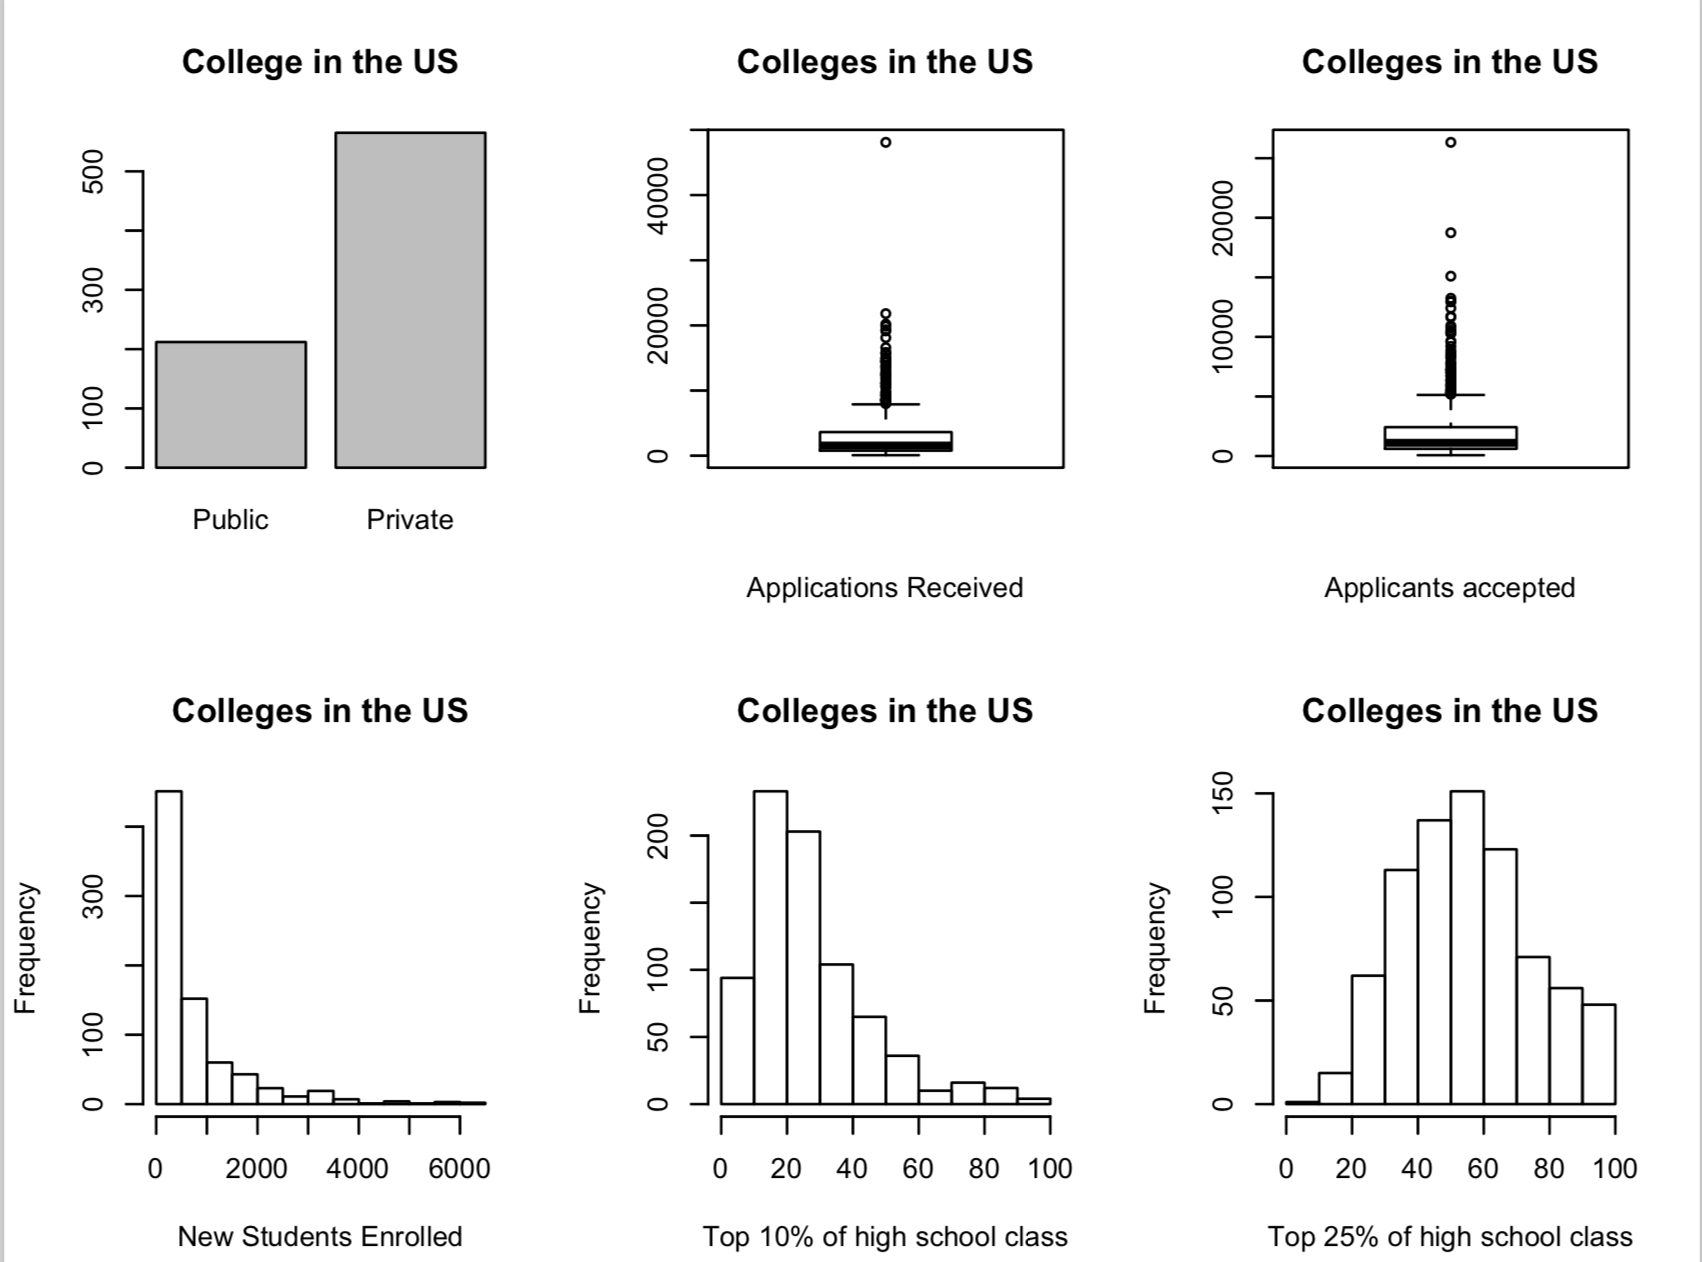 College in the US
Colleges in the US
Colleges in the US
500
300
100
0
Public
Private
40000
20000
0
Applications Received
20000
10000
0
Applicants accepted
Colleges in the US
Colleges in the US
Colleges in the US
Frequency
300
100
0
0 2000 4000 6000
New Students Enrolled
Frequency
200
100
50
0
0 20 40 60 80 100
Top 10% of high school class
Frequency
150
100
50
0
0 20 40 60 80 100
Top 25% of high school class